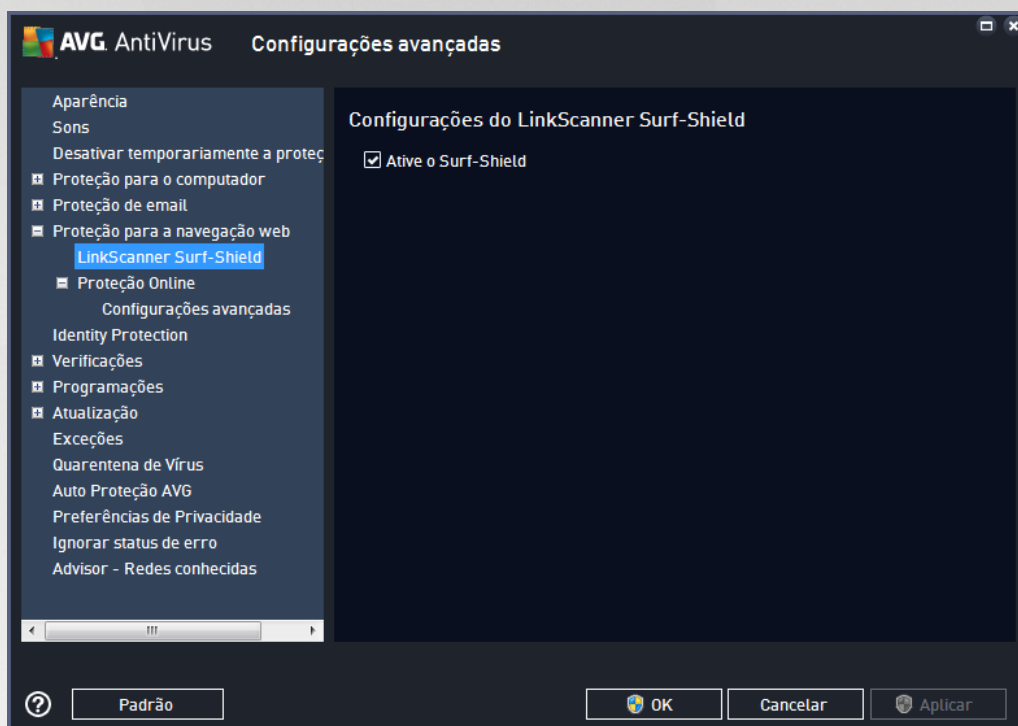 AVG. AntiVirus Configurações avançadas
Aparência
Sons
Desativar temporariamente a proteç
Proteção para o computador
Proteção de email
Proteção para a navegação web
LinkScanner Surf-Shield
Proteção Online
Configurações avançadas
Identity Protection
Verificações
Programações
Atualização
Exceções
Quarentena de Vírus
Auto Proteção AVG
Preferências de Privacidade
Ignorar status de erro
Advisor - Redes conhecidas
Configurações do LinkScanner Surf-Shield
Ative o Surf-Shield
Padrão OK Cancelar Aplicar